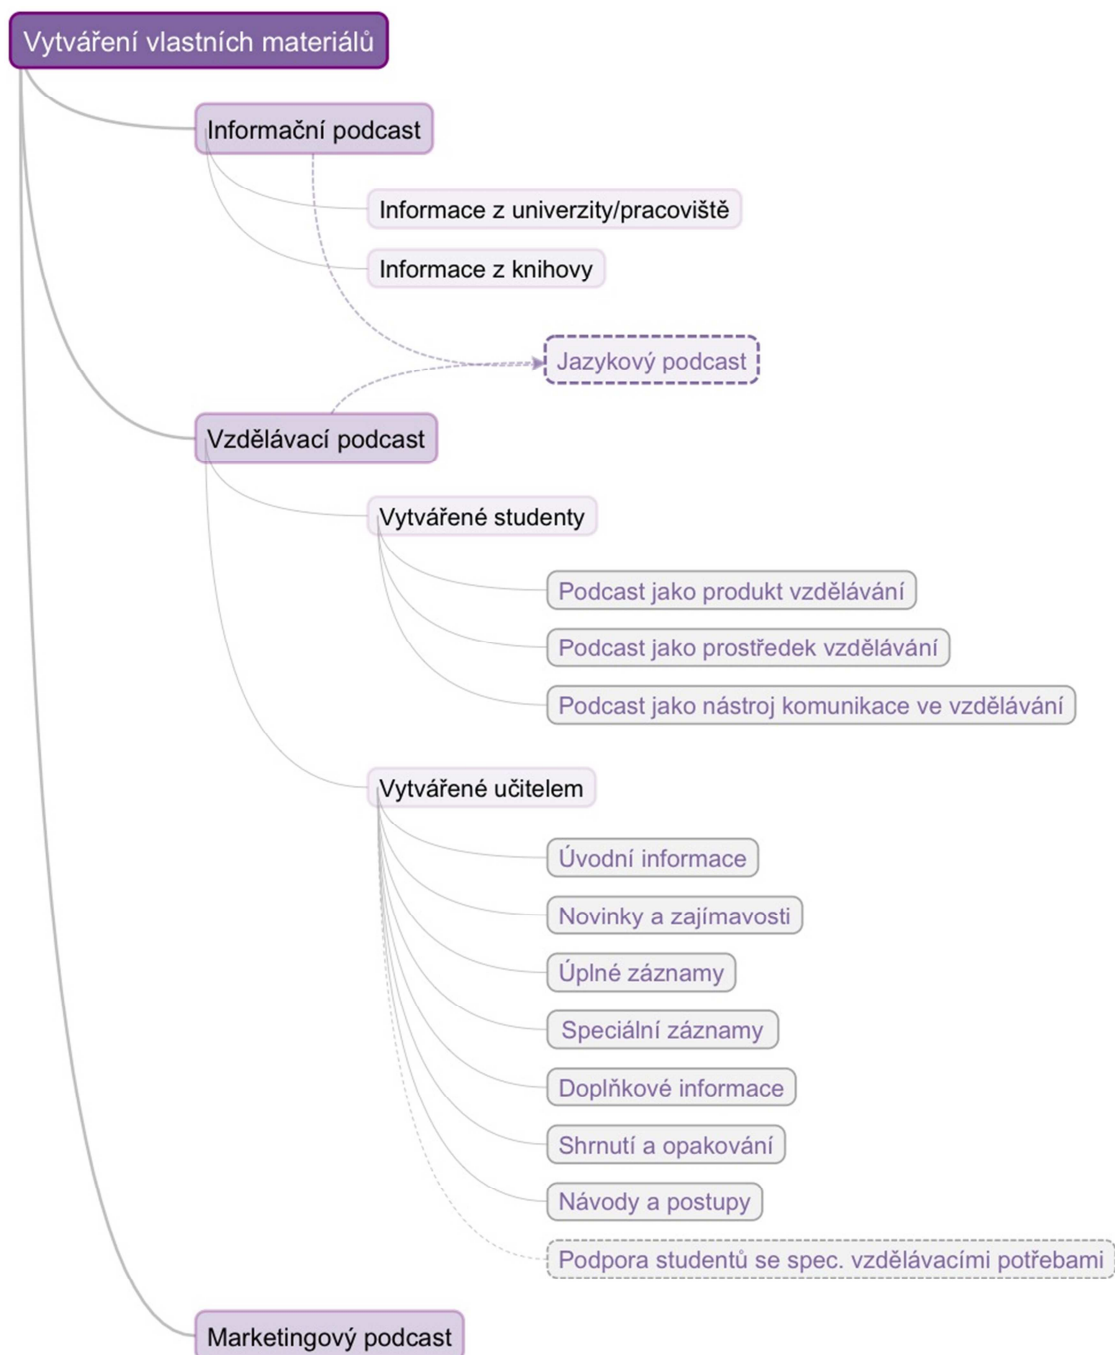 Vytváření vlastních materiálů
Informační podcast
Informace z univerzity/pracoviště
Informace z knihovy
Jazykový podcast
Vzdělávací podcast
Vytvářené studenty
Podcast jako produkt vzdělávání
Podcast jako prostředek vzdělávání
Podcast jako nástroj komunikace ve vzdělávání
Vytvářené učitelem
Úvodní informace
Novinky a zajímavosti
Úplné záznamy
Speciální záznamy
Doplňkové informace
Shrnutí a opakování
Návody a postupy
Podpora studentů se spec. vzdělávacími potřebami
Marketingový podcast